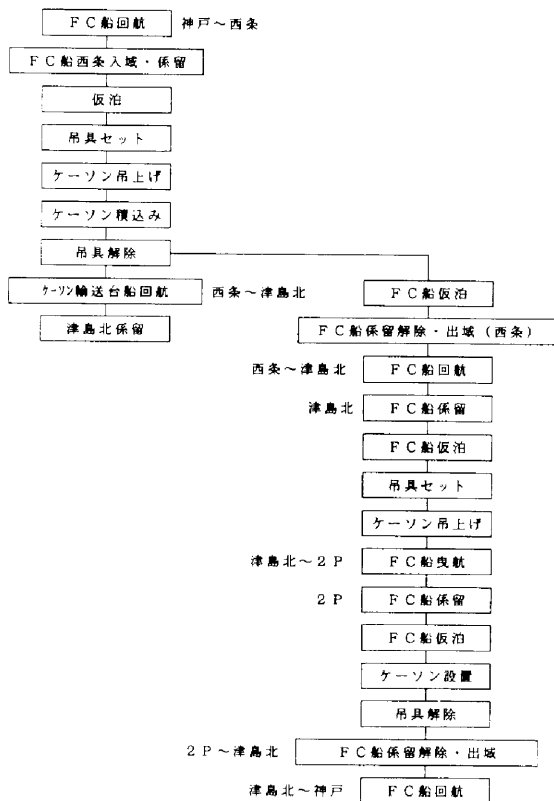 FC船回航 神戸～西条
FC船西条入域・係留
仮泊
吊具セット
ケーソン吊上げ
ケーソン積込み
吊具解除
ケーソン輸送台船回航 西条～津島北
津島北係留
FC船仮泊
FC船係留解除・出域(西条)
西条～津島北 FC船回航
津島北 FC船係留
FC船仮泊
吊具セット
ケーソン吊上げ
津島北～2P FC船曳航
2P FC船係留
FC船仮泊
ケーソン設置
吊具解除
2P～津島北 FC船係留解除・出域
津島北～神戸 FC船回航